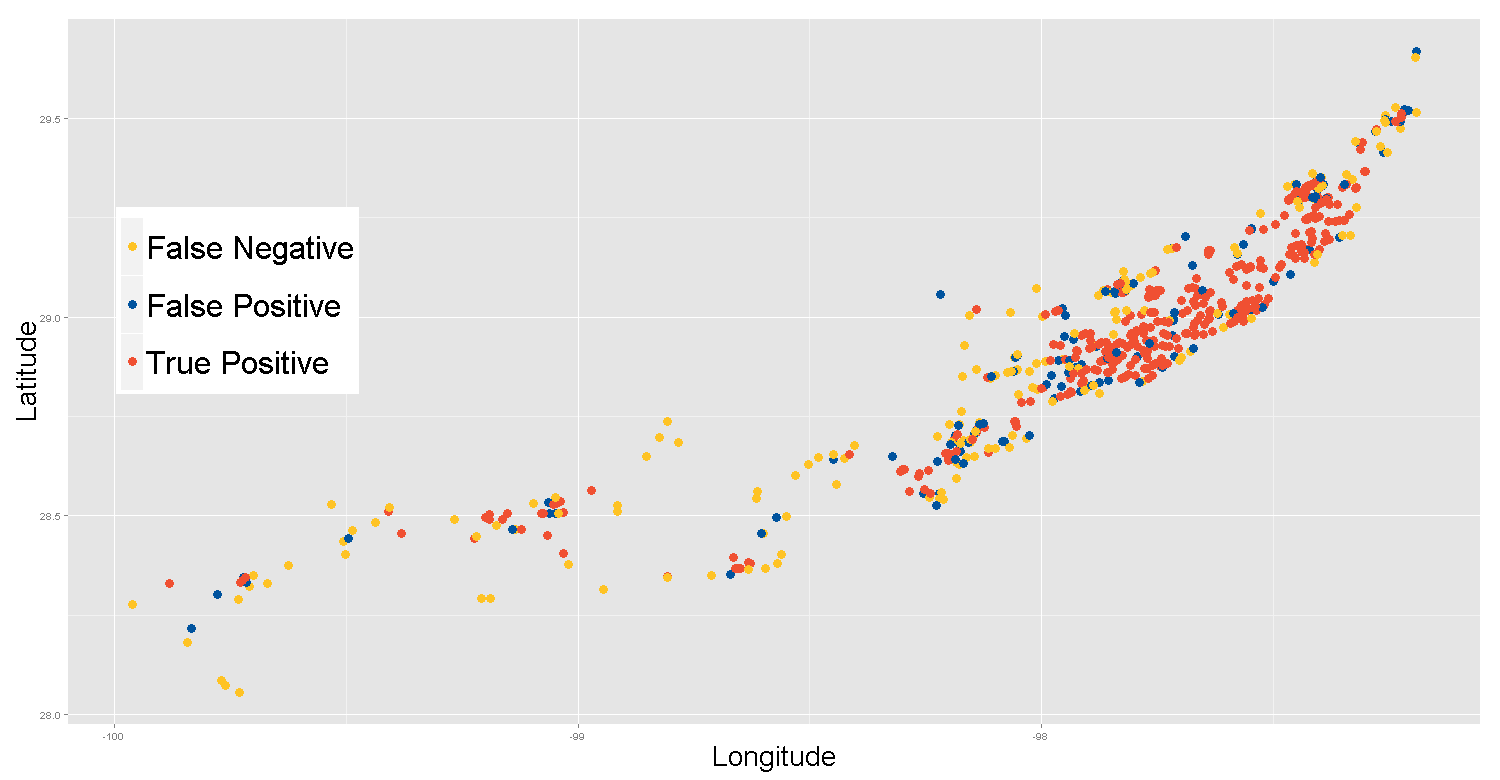 29.5
29.0
28.5
28.0
Latitude
False Negative
False Positive
True Positive
-100
-99
-98
Longitude